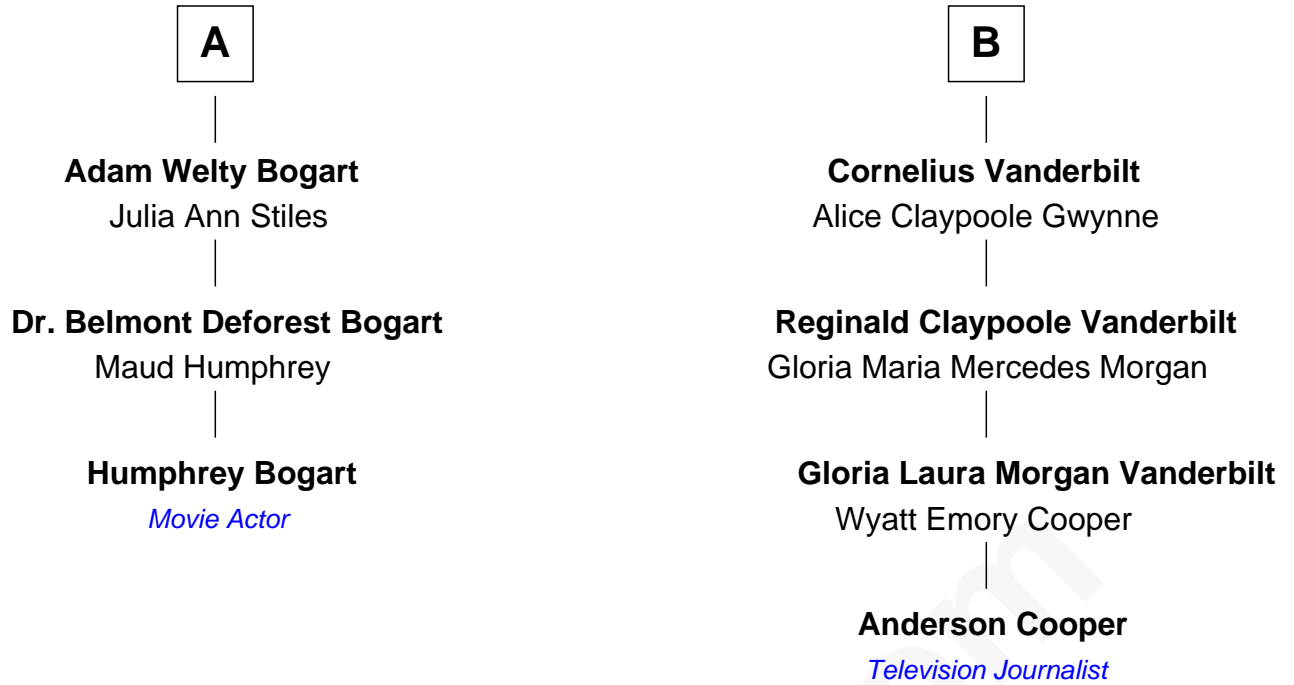 A
Adam Welty Bogart
Julia Ann Stiles
Dr. Belmont Deforest Bogart
Maud Humphrey
Humphrey Bogart
Movie Actor
B
Cornelius Vanderbilt
Alice Claypoole Gwynne
Reginald Claypoole Vanderbilt
Gloria Maria Mercedes Morgan
Gloria Laura Morgan Vanderbilt
Wyatt Emory Cooper
Anderson Cooper
Television Journalist